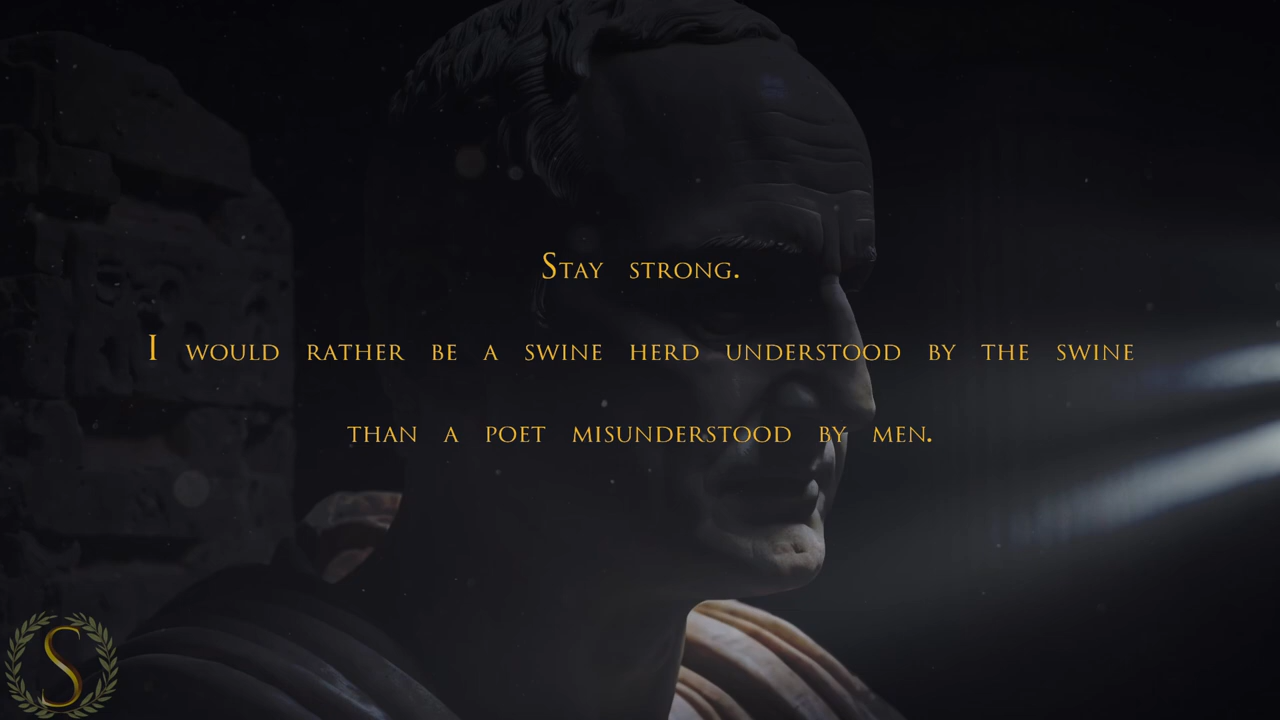 Stay strong.
I would rather be a swine herd understood by the swine
than a poet misunderstood by men.
S